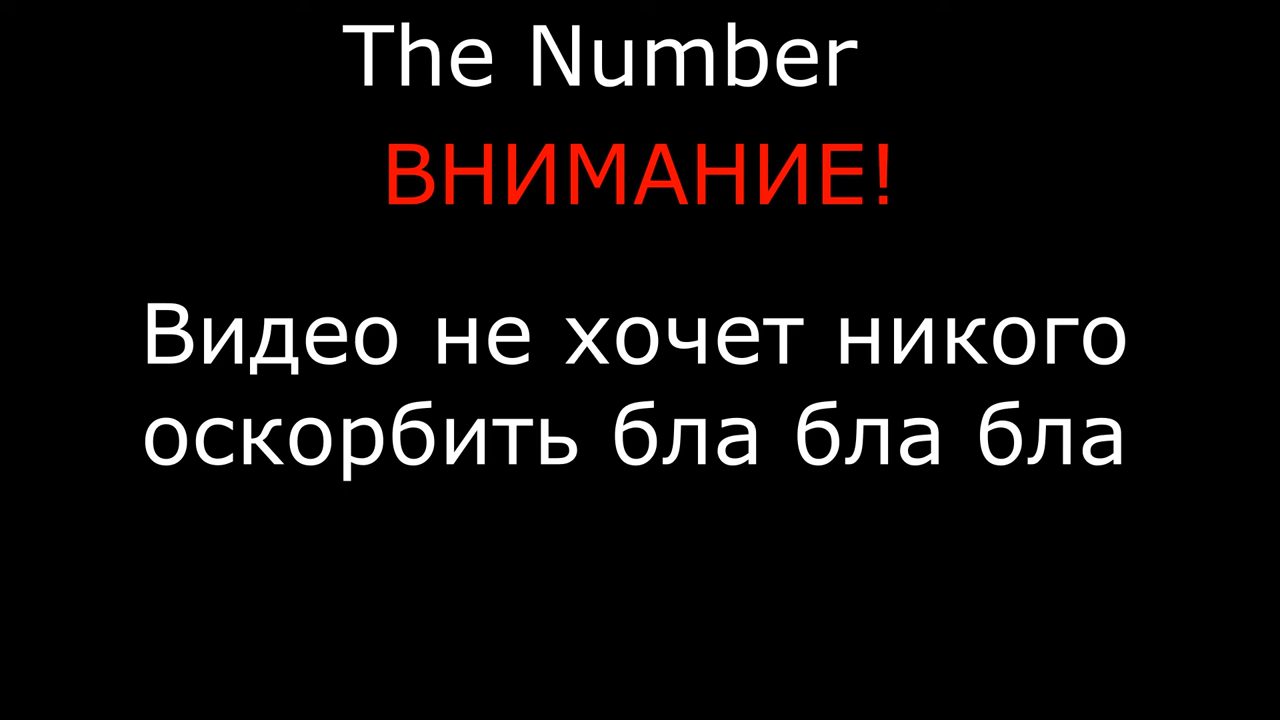 The Number
ВНИМАНИЕ!
Видео не хочет никого
оскорбить бла бла бла